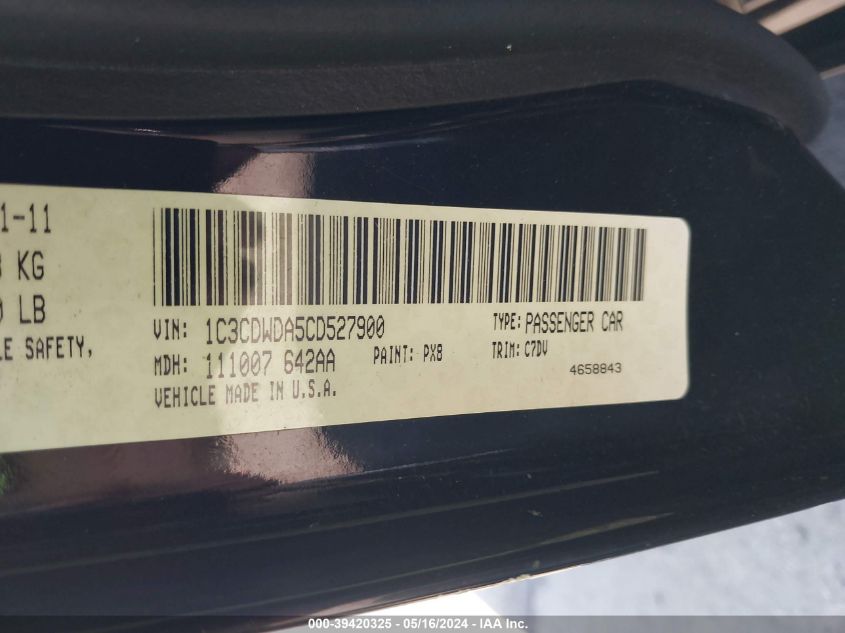 1-11
KG
LB
LE SAFETY,
VIN: 1C3CDWDA5CD527900 TYPE: PASSENGER CAR
MDH: 111007 642AA PAINT: PX8 TRIM: C7DV
VEHICLE MADE IN U.S.A. 4658843
000-39420325 - 05/16/2024 - IAA Inc.